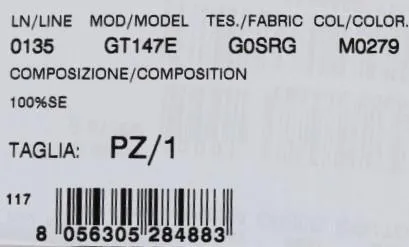 LN/LINE MOD/MODEL TES./FABRIC COL/COLOR.
0135 GT147E G0SRG M0279
COMPOSIZIONE/COMPOSITION
100%SE
TAGLIA: PZ/1
117
8 056305 284883